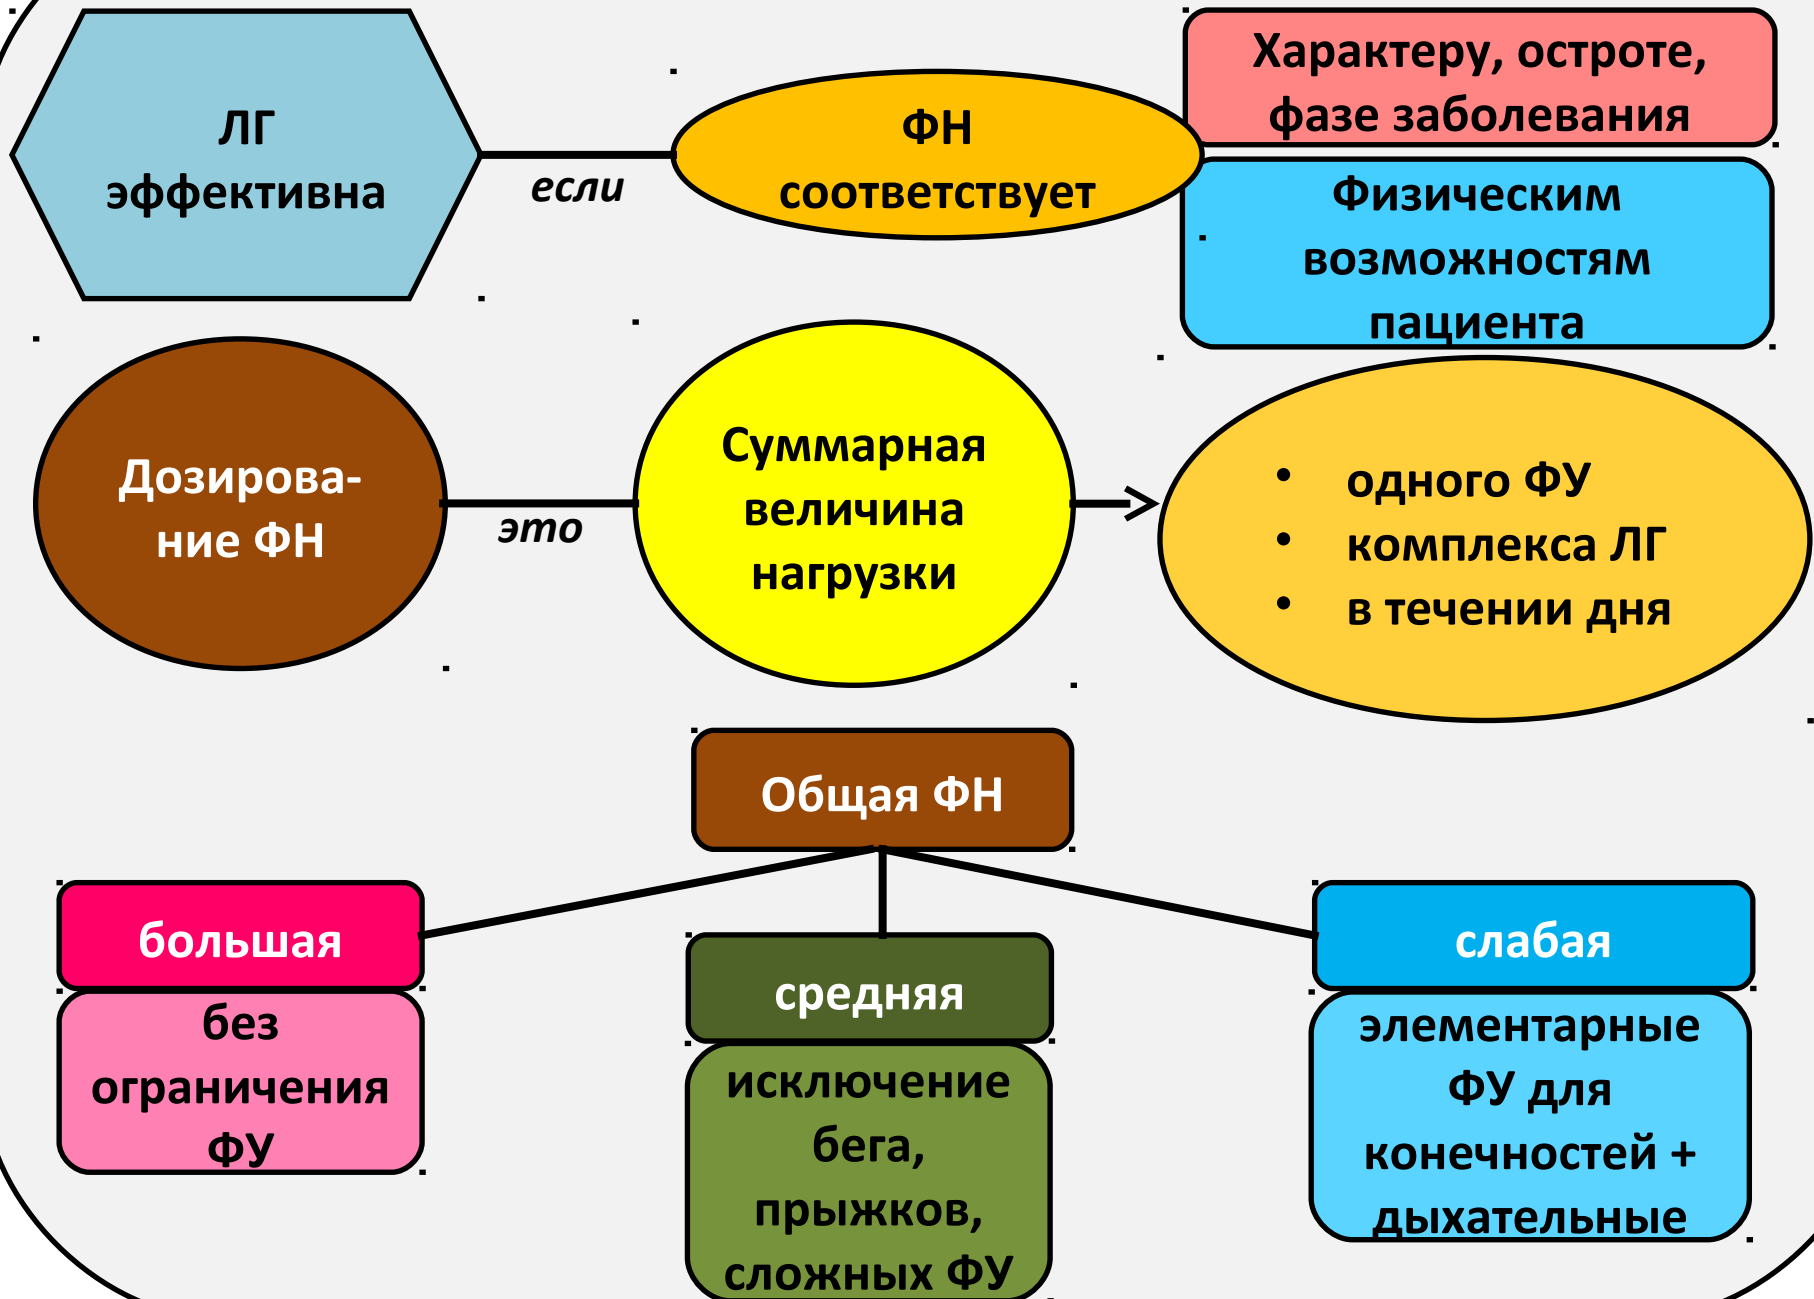 ЛГ
эффективна
если
ФН
соответствует
Характеру, остроте,
фазе заболевания
Физическим
возможностям
пациента
Дозирова-
ние ФН
это
Суммарная
величина
нагрузки
• одного ФУ
• комплекса ЛГ
• в течении дня
Общая ФН
большая
без
ограничения
ФУ
средняя
исключение
бега,
прыжков,
сложных ФУ
слабая
элементарные
ФУ для
конечностей +
дыхательные